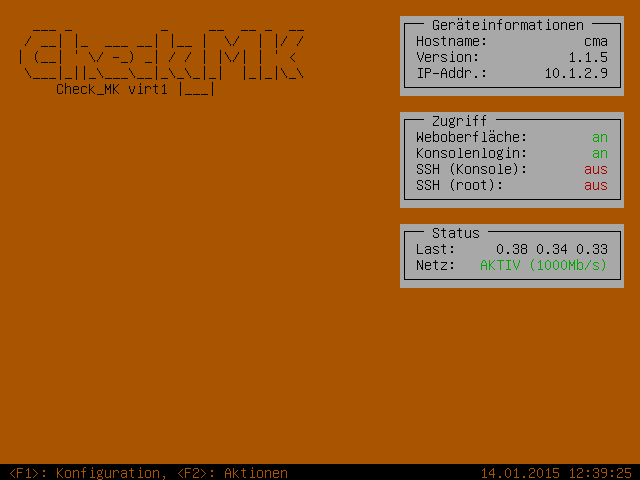 Check_MK virt1
Geräteinformationen
Hostname: cma
Version: 1.1.5
IP-Addr.: 10.1.2.9
Zugriff
Weboberfläche: an
Konsolenlogin: an
SSH (Konsole): aus
SSH (root): aus
Status
Last: 0.38 0.34 0.33
Netz: AKTIV (1000Mb/s)
<F1>: Konfiguration, <F2>: Aktionen 14.01.2015 12:39:25